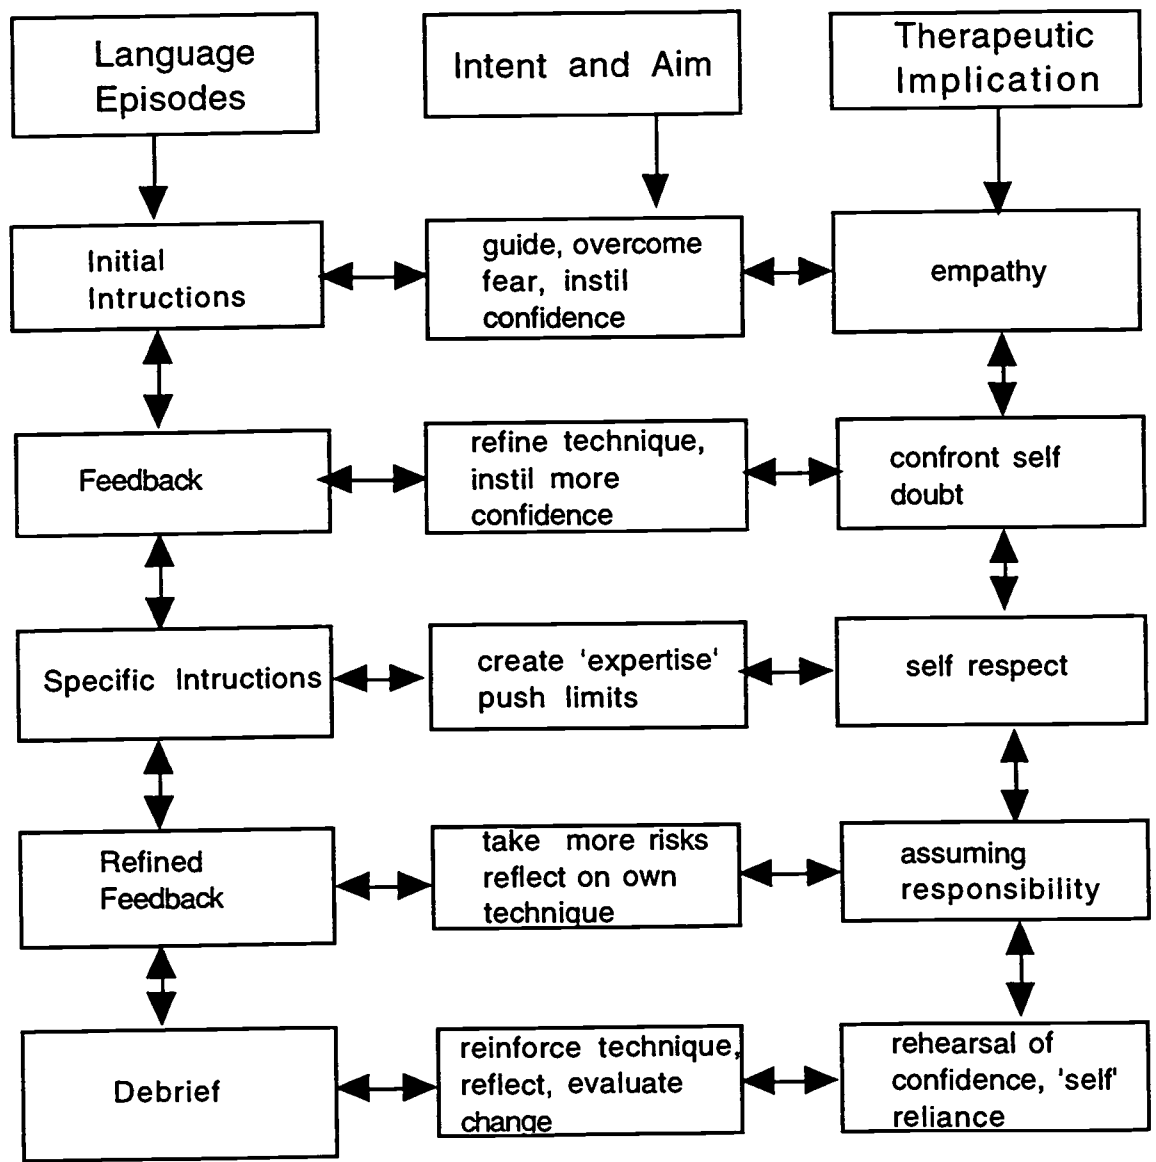 Language
Episodes
Intent and Aim
Therapeutic
Implication
Initial
Intructions
guide, overcome
fear, instil
confidence
empathy
Feedback
refine technique,
instil more
confidence
confront self
doubt
Specific Intructions
create 'expertise'
push limits
self respect
Refined
Feedback
take more risks
reflect on own
technique
assuming
responsibility
Debrief
reinforce technique,
reflect, evaluate
change
rehearsal of
confidence, 'self'
reliance